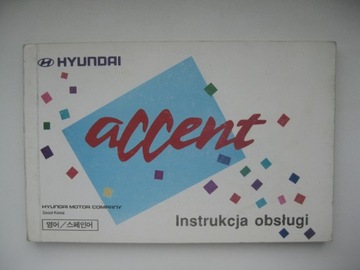 HYUNDAI
accent
HYUNDAI MOTOR COMPANY
Seoul Korea
영어／스페인어
Instrukcja obsługi